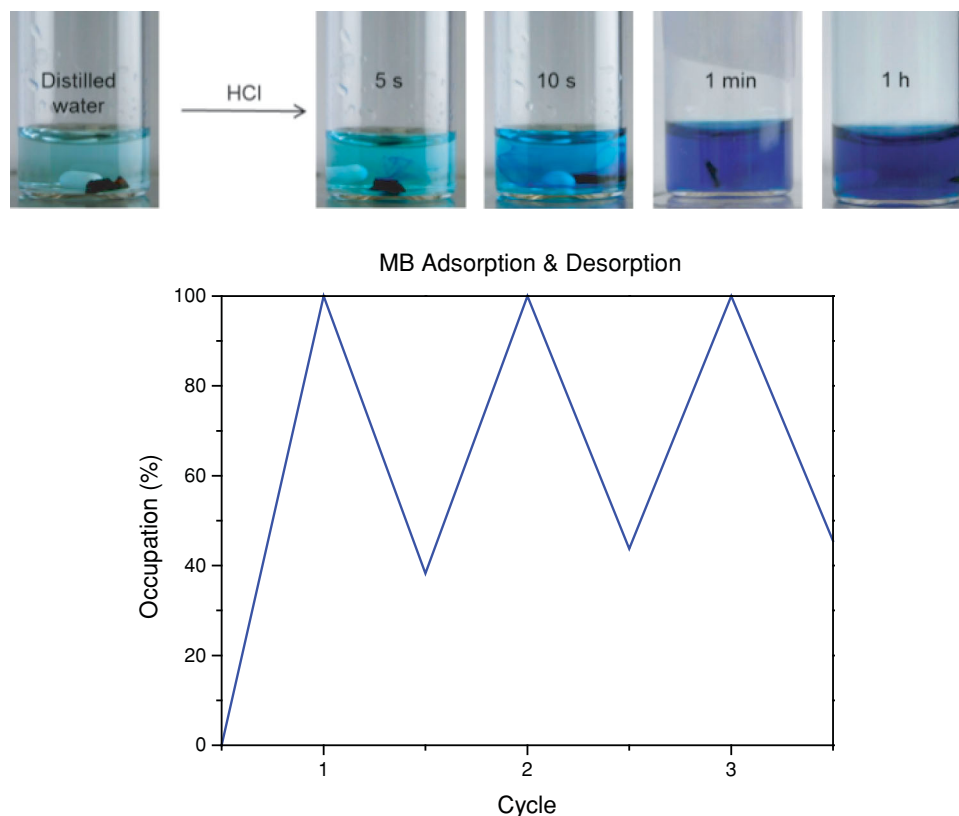 Distilled
water
HCl
5 s
10 s
1 min
1 h
MB Adsorption & Desorption
100
80
60
40
20
0
Occupation (%)
1
2
3
Cycle